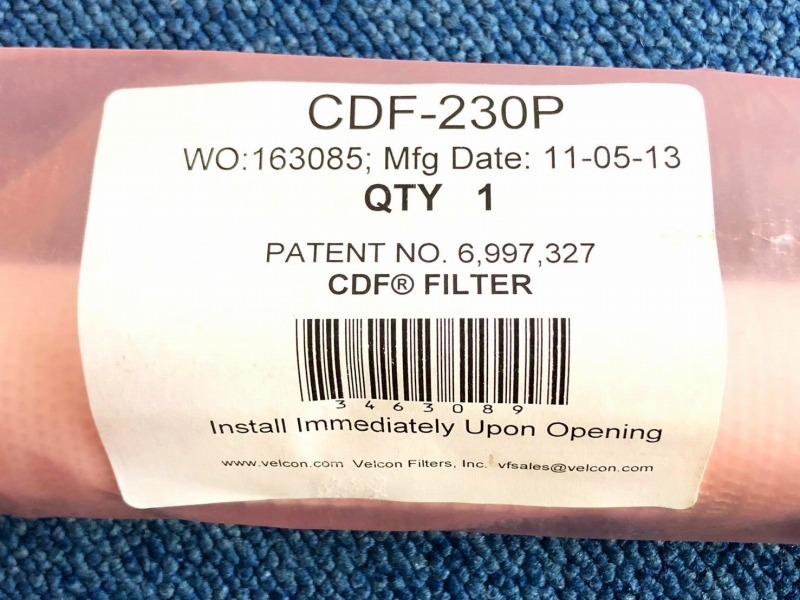 CDF-230P
WO:163085; Mfg Date: 11-05-13
QTY 1
PATENT NO. 6,997,327
CDF® FILTER
3463089
Install Immediately Upon Opening
www.velcon.com Velcon Filters, Inc. vfsales@velcon.com